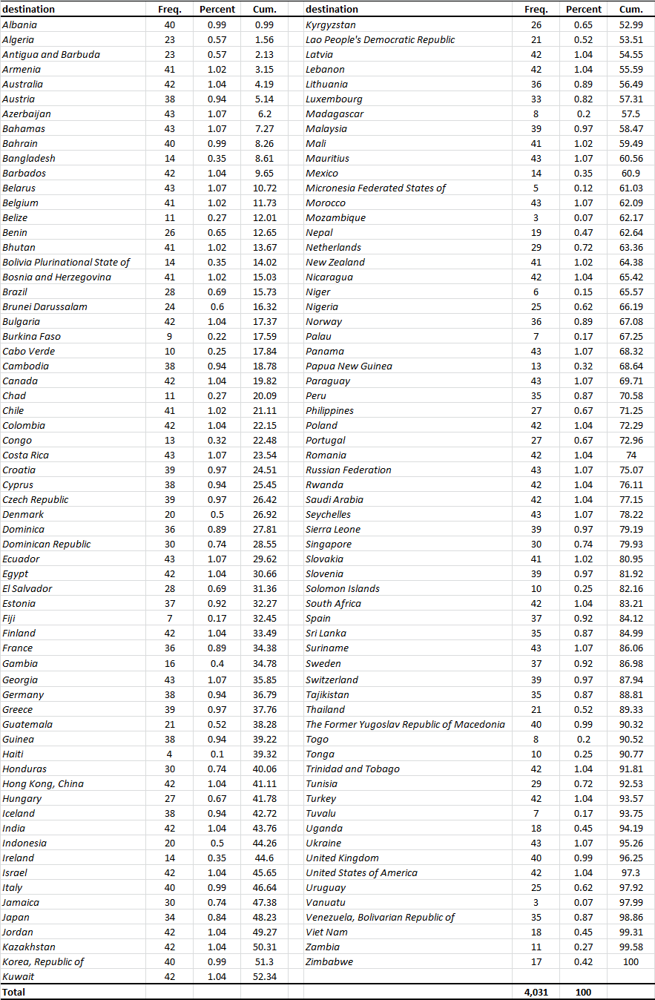 destination Freq. Percent Cum. destination Freq. Percent Cum.
Albania 40 0.99 0.99 Kyrgyzstan 26 0.65 52.99
Algeria 23 0.57 1.56 Lao People's Democratic Republic 21 0.52 53.51
Antigua and Barbuda 23 0.57 2.13 Latvia 42 1.04 54.55
Armenia 41 1.02 3.15 Lebanon 42 1.04 55.59
Australia 42 1.04 4.19 Lithuania 36 0.89 56.49
Austria 38 0.94 5.14 Luxembourg 33 0.82 57.31
Azerbaijan 43 1.07 6.2 Madagascar 8 0.2 57.5
Bahamas 43 1.07 7.27 Malaysia 39 0.97 58.47
Bahrain 40 0.99 8.26 Mali 41 1.02 59.49
Bangladesh 14 0.35 8.61 Mauritius 43 1.07 60.56
Barbados 42 1.04 9.65 Mexico 14 0.35 60.9
Belarus 43 1.07 10.72 Micronesia Federated States of 5 0.12 61.03
Belgium 41 1.02 11.73 Morocco 43 1.07 62.09
Belize 11 0.27 12.01 Mozambique 3 0.07 62.17
Benin 26 0.65 12.65 Nepal 19 0.47 62.64
Bhutan 41 1.02 13.67 Netherlands 29 0.72 63.36
Bolivia Plurinational State of 14 0.35 14.02 New Zealand 41 1.02 64.38
Bosnia and Herzegovina 41 1.02 15.03 Nicaragua 42 1.04 65.42
Brazil 28 0.69 15.73 Niger 6 0.15 65.57
Brunei Darussalam 24 0.6 16.32 Nigeria 25 0.62 66.19
Bulgaria 42 1.04 17.37 Norway 36 0.89 67.08
Burkina Faso 9 0.22 17.59 Palau 7 0.17 67.25
Cabo Verde 10 0.25 17.84 Panama 43 1.07 68.32
Cambodia 38 0.94 18.78 Papua New Guinea 13 0.32 68.64
Canada 42 1.04 19.82 Paraguay 43 1.07 69.71
Chad 11 0.27 20.09 Peru 35 0.87 70.58
Chile 41 1.02 21.11 Philippines 27 0.67 71.25
Colombia 42 1.04 22.15 Poland 42 1.04 72.29
Congo 13 0.32 22.48 Portugal 27 0.67 72.96
Costa Rica 43 1.07 23.54 Romania 42 1.04 74
Croatia 39 0.97 24.51 Russian Federation 43 1.07 75.07
Cyprus 38 0.94 25.45 Rwanda 42 1.04 76.11
Czech Republic 39 0.97 26.42 Saudi Arabia 42 1.04 77.15
Denmark 20 0.5 26.92 Seychelles 43 1.07 78.22
Dominica 36 0.89 27.81 Sierra Leone 39 0.97 79.19
Dominican Republic 30 0.74 28.55 Singapore 30 0.74 79.93
Ecuador 43 1.07 29.62 Slovakia 41 1.02 80.95
Egypt 42 1.04 30.66 Slovenia 39 0.97 81.92
El Salvador 28 0.69 31.36 Solomon Islands 10 0.25 82.16
Estonia 37 0.92 32.27 South Africa 42 1.04 83.21
Fiji 7 0.17 32.45 Spain 37 0.92 84.12
Finland 42 1.04 33.49 Sri Lanka 35 0.87 84.99
France 36 0.89 34.38 Suriname 43 1.07 86.06
Gambia 16 0.4 34.78 Sweden 37 0.92 86.98
Georgia 43 1.07 35.85 Switzerland 39 0.97 87.94
Germany 38 0.94 36.79 Tajikistan 35 0.87 88.81
Greece 39 0.97 37.76 Thailand 21 0.52 89.33
Guatemala 21 0.52 38.28 The Former Yugoslav Republic of Macedonia 40 0.99 90.32
Guinea 38 0.94 39.22 Togo 8 0.2 90.52
Haiti 4 0.1 39.32 Tonga 10 0.25 90.77
Honduras 30 0.74 40.06 Trinidad and Tobago 42 1.04 91.81
Hong Kong, China 42 1.04 41.11 Tunisia 29 0.72 92.53
Hungary 27 0.67 41.78 Turkey 42 1.04 93.57
Iceland 38 0.94 42.72 Tuvalu 7 0.17 93.75
India 42 1.04 43.76 Uganda 18 0.45 94.19
Indonesia 20 0.5 44.26 Ukraine 43 1.07 95.26
Ireland 14 0.35 44.6 United Kingdom 40 0.99 96.25
Israel 42 1.04 45.65 United States of America 42 1.04 97.3
Italy 40 0.99 46.64 Uruguay 25 0.62 97.92
Jamaica 30 0.74 47.38 Vanuatu 3 0.07 97.99
Japan 34 0.84 48.23 Venezuela, Bolivarian Republic of 35 0.87 98.86
Jordan 42 1.04 49.27 Viet Nam 18 0.45 99.31
Kazakhstan 42 1.04 50.31 Zambia 11 0.27 99.58
Korea, Republic of 40 0.99 51.3 Zimbabwe 17 0.42 100
Kuwait 42 1.04 52.34
Total 4,031 100